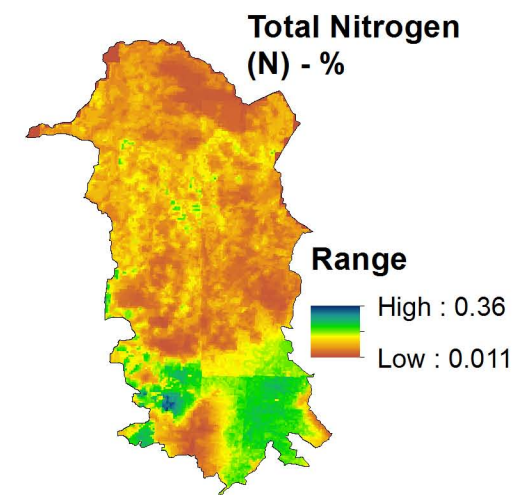 Total Nitrogen
(N) - %
Range
High : 0.36
Low : 0.011